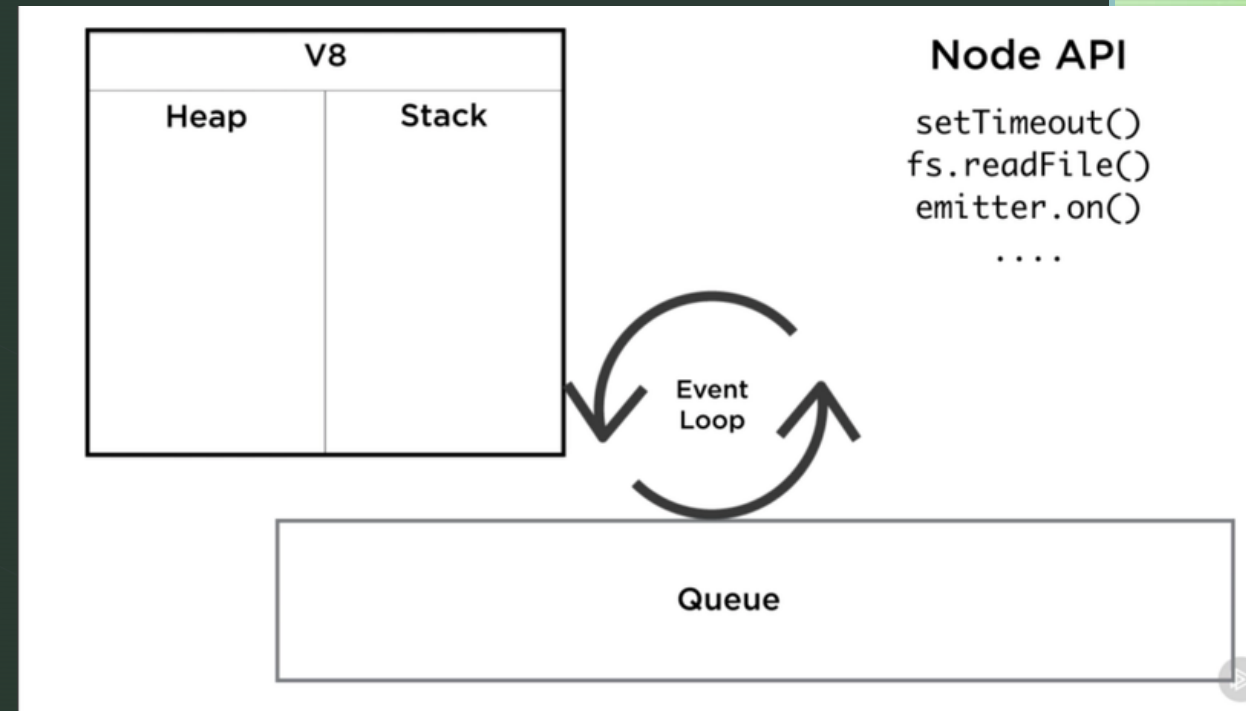 V8
Heap
Stack
Node API
setTimeout()
fs.readFile()
emitter.on()
....
Event
Loop
Queue